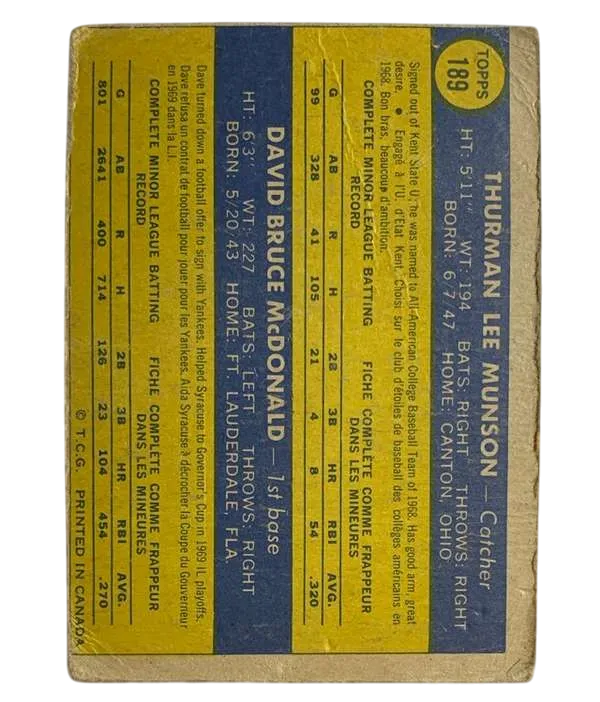 TOPPS
189
THURMAN LEE MUNSON — Catcher
HT: 5'11" WT: 194 BATS: RIGHT THROWS: RIGHT
BORN: 6-7-47 HOME: CANTON, OHIO
Signed out of Kent State U., he was named to All-American College Baseball Team of 1968. Has good arm, great
desire. ● Engagé à l'U. d'Etat Kent. Choisi sur le club d'étoiles de baseball des collèges américains en
1968. Bon bras, beaucoup d'ambition.
COMPLETE MINOR LEAGUE BATTING RECORD
FICHE COMPLÈTE COMME FRAPPEUR DANS LES MINEURES
G AB R H 2B 3B HR RBI AVG.
99 328 41 105 21 4 8 54 .320
DAVID BRUCE McDONALD — 1st base
HT: 6'3" WT: 227 BATS: LEFT THROWS: RIGHT
BORN: 5/20/43 HOME: FT. LAUDERDALE, FLA.
Dave turned down a football offer to sign with Yankees. Helped Syracuse to Governor's Cup in 1969 IL playoffs.
Dave refusa un contrat de football pour jouer pour les Yankees. Aida Syracuse à décrocher la Coupe du Gouverneur
en 1969 dans la L.I.
COMPLETE MINOR LEAGUE BATTING RECORD
FICHE COMPLÈTE COMME FRAPPEUR DANS LES MINEURES
G AB R H 2B 3B HR RBI AVG.
801 2641 400 714 126 23 104 454 .270
© T.C.G. PRINTED IN CANADA